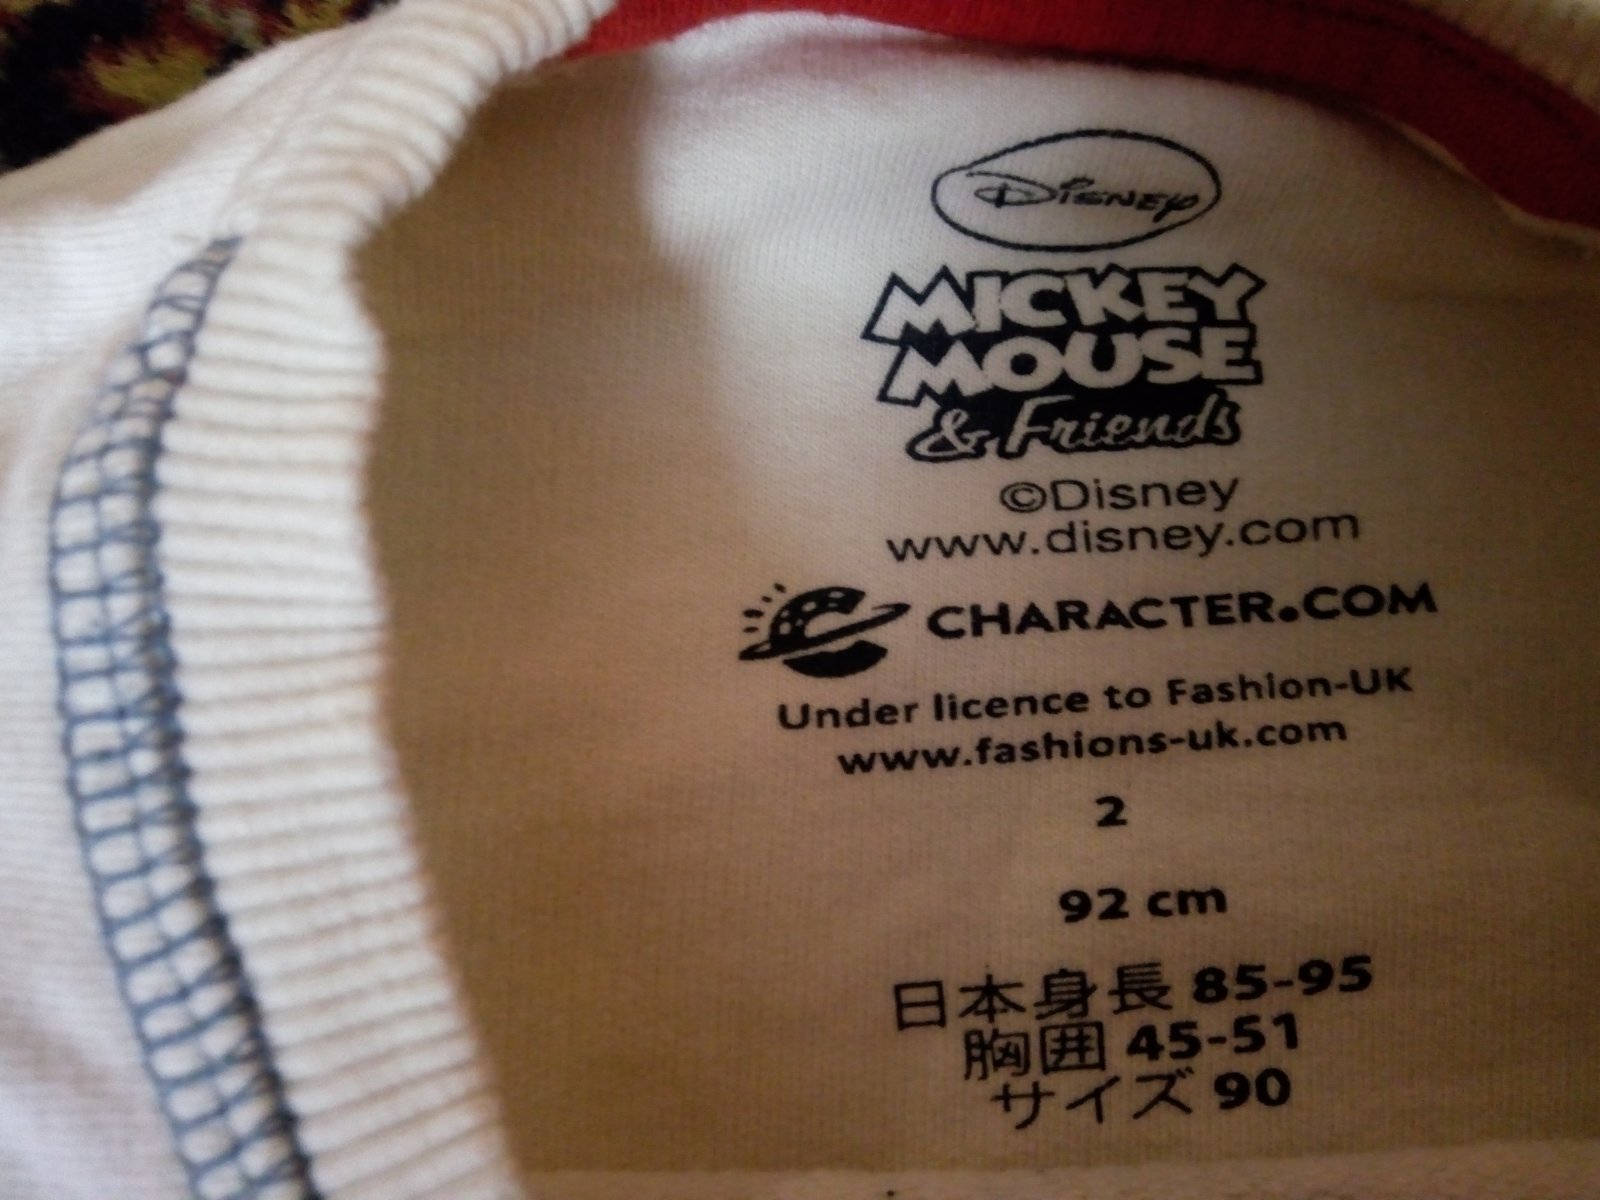 Disney
MICKEY
MOUSE
& Friends
©Disney
www.disney.com
CHARACTER.COM
Under licence to Fashion-UK
www.fashions-uk.com
2
92 cm
日本身長 85-95
胸囲 45-51
サイズ 90